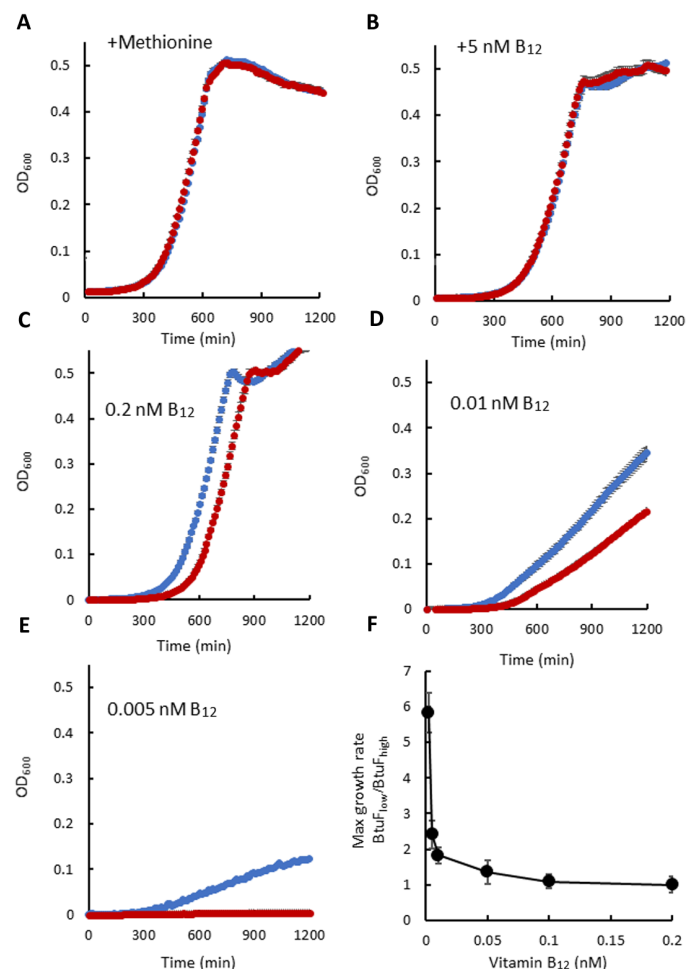 A
+Methionine
OD600
0.5
0.4
0.3
0.2
0.1
0
0 300 600 900 1200
Time (min)
B
+5 nM B12
OD600
0.5
0.4
0.3
0.2
0.1
0
0 300 600 900 1200
Time (min)
C
0.2 nM B12
OD600
0.5
0.4
0.3
0.2
0.1
0
0 300 600 900 1200
Time (min)
D
0.01 nM B12
OD600
0.5
0.4
0.3
0.2
0.1
0
0 300 600 900 1200
Time (min)
E
0.005 nM B12
OD600
0.5
0.4
0.3
0.2
0.1
0
0 300 600 900 1200
Time (min)
F
Max growth rate
BtuFlow/BtuFhigh
7
6
5
4
3
2
1
0
0 0.05 0.1 0.15 0.2
Vitamin B12 (nM)